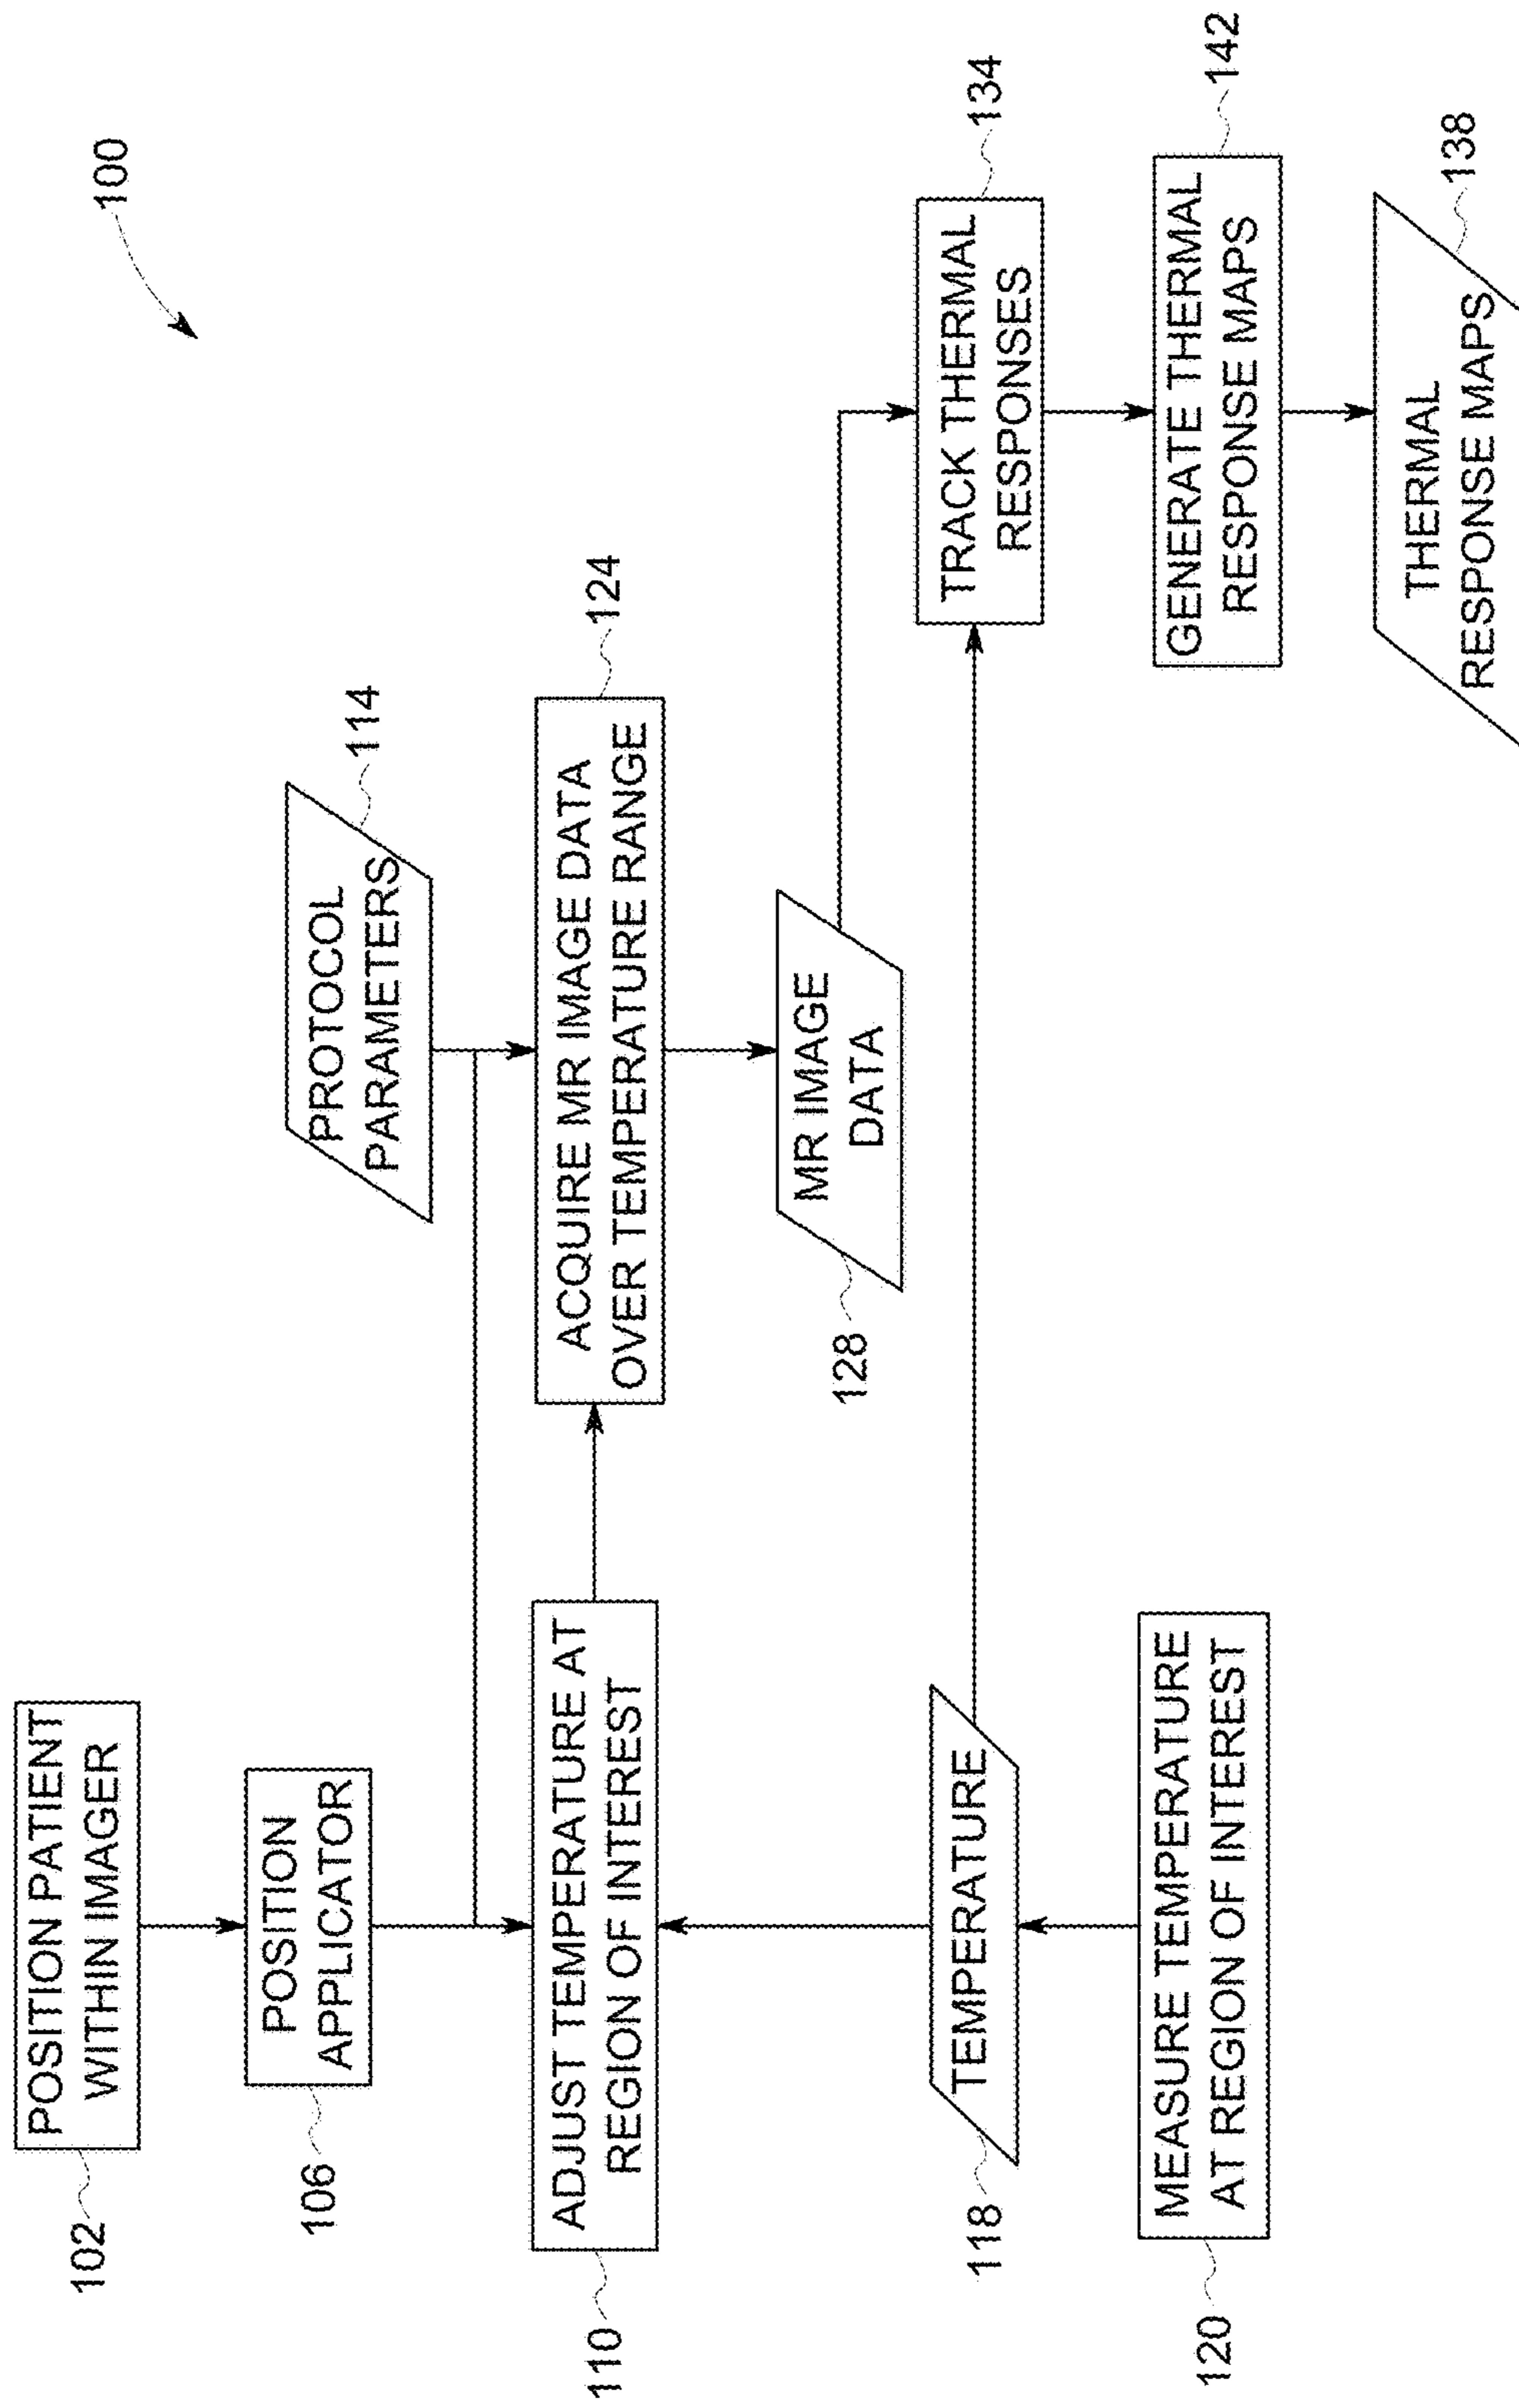 100
POSITION PATIENT
WITHIN IMAGER
102
POSITION
APPLICATOR
106
PROTOCOL
PARAMETERS
114
ADJUST TEMPERATURE AT
REGION OF INTEREST
110
ACQUIRE MR IMAGE DATA
OVER TEMPERATURE RANGE
124
MR IMAGE
DATA
128
TEMPERATURE
118
TRACK THERMAL
RESPONSES
134
MEASURE TEMPERATURE
AT REGION OF INTEREST
120
GENERATE THERMAL
RESPONSE MAPS
142
THERMAL
RESPONSE MAPS
138